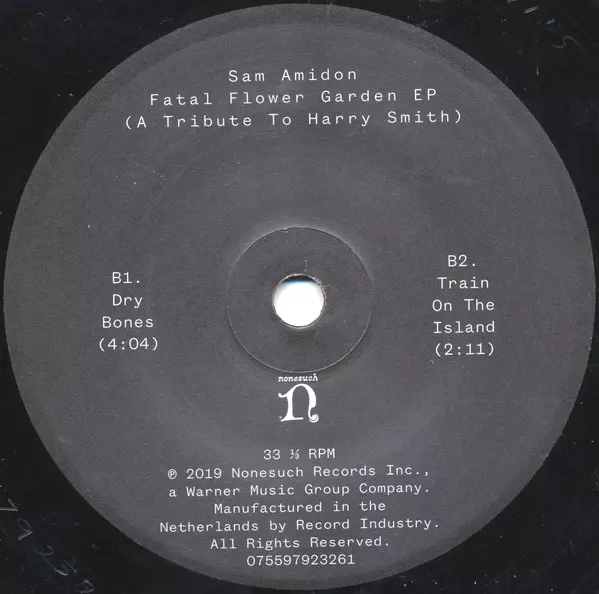 Sam Amidon
Fatal Flower Garden EP
(A Tribute To Harry Smith)
B1.
Dry
Bones
(4:04)
B2.
Train
On The
Island
(2:11)
nonesuch
n
33 ⅓ RPM
℗ 2019 Nonesuch Records Inc.,
a Warner Music Group Company.
Manufactured in the
Netherlands by Record Industry.
All Rights Reserved.
075597923261